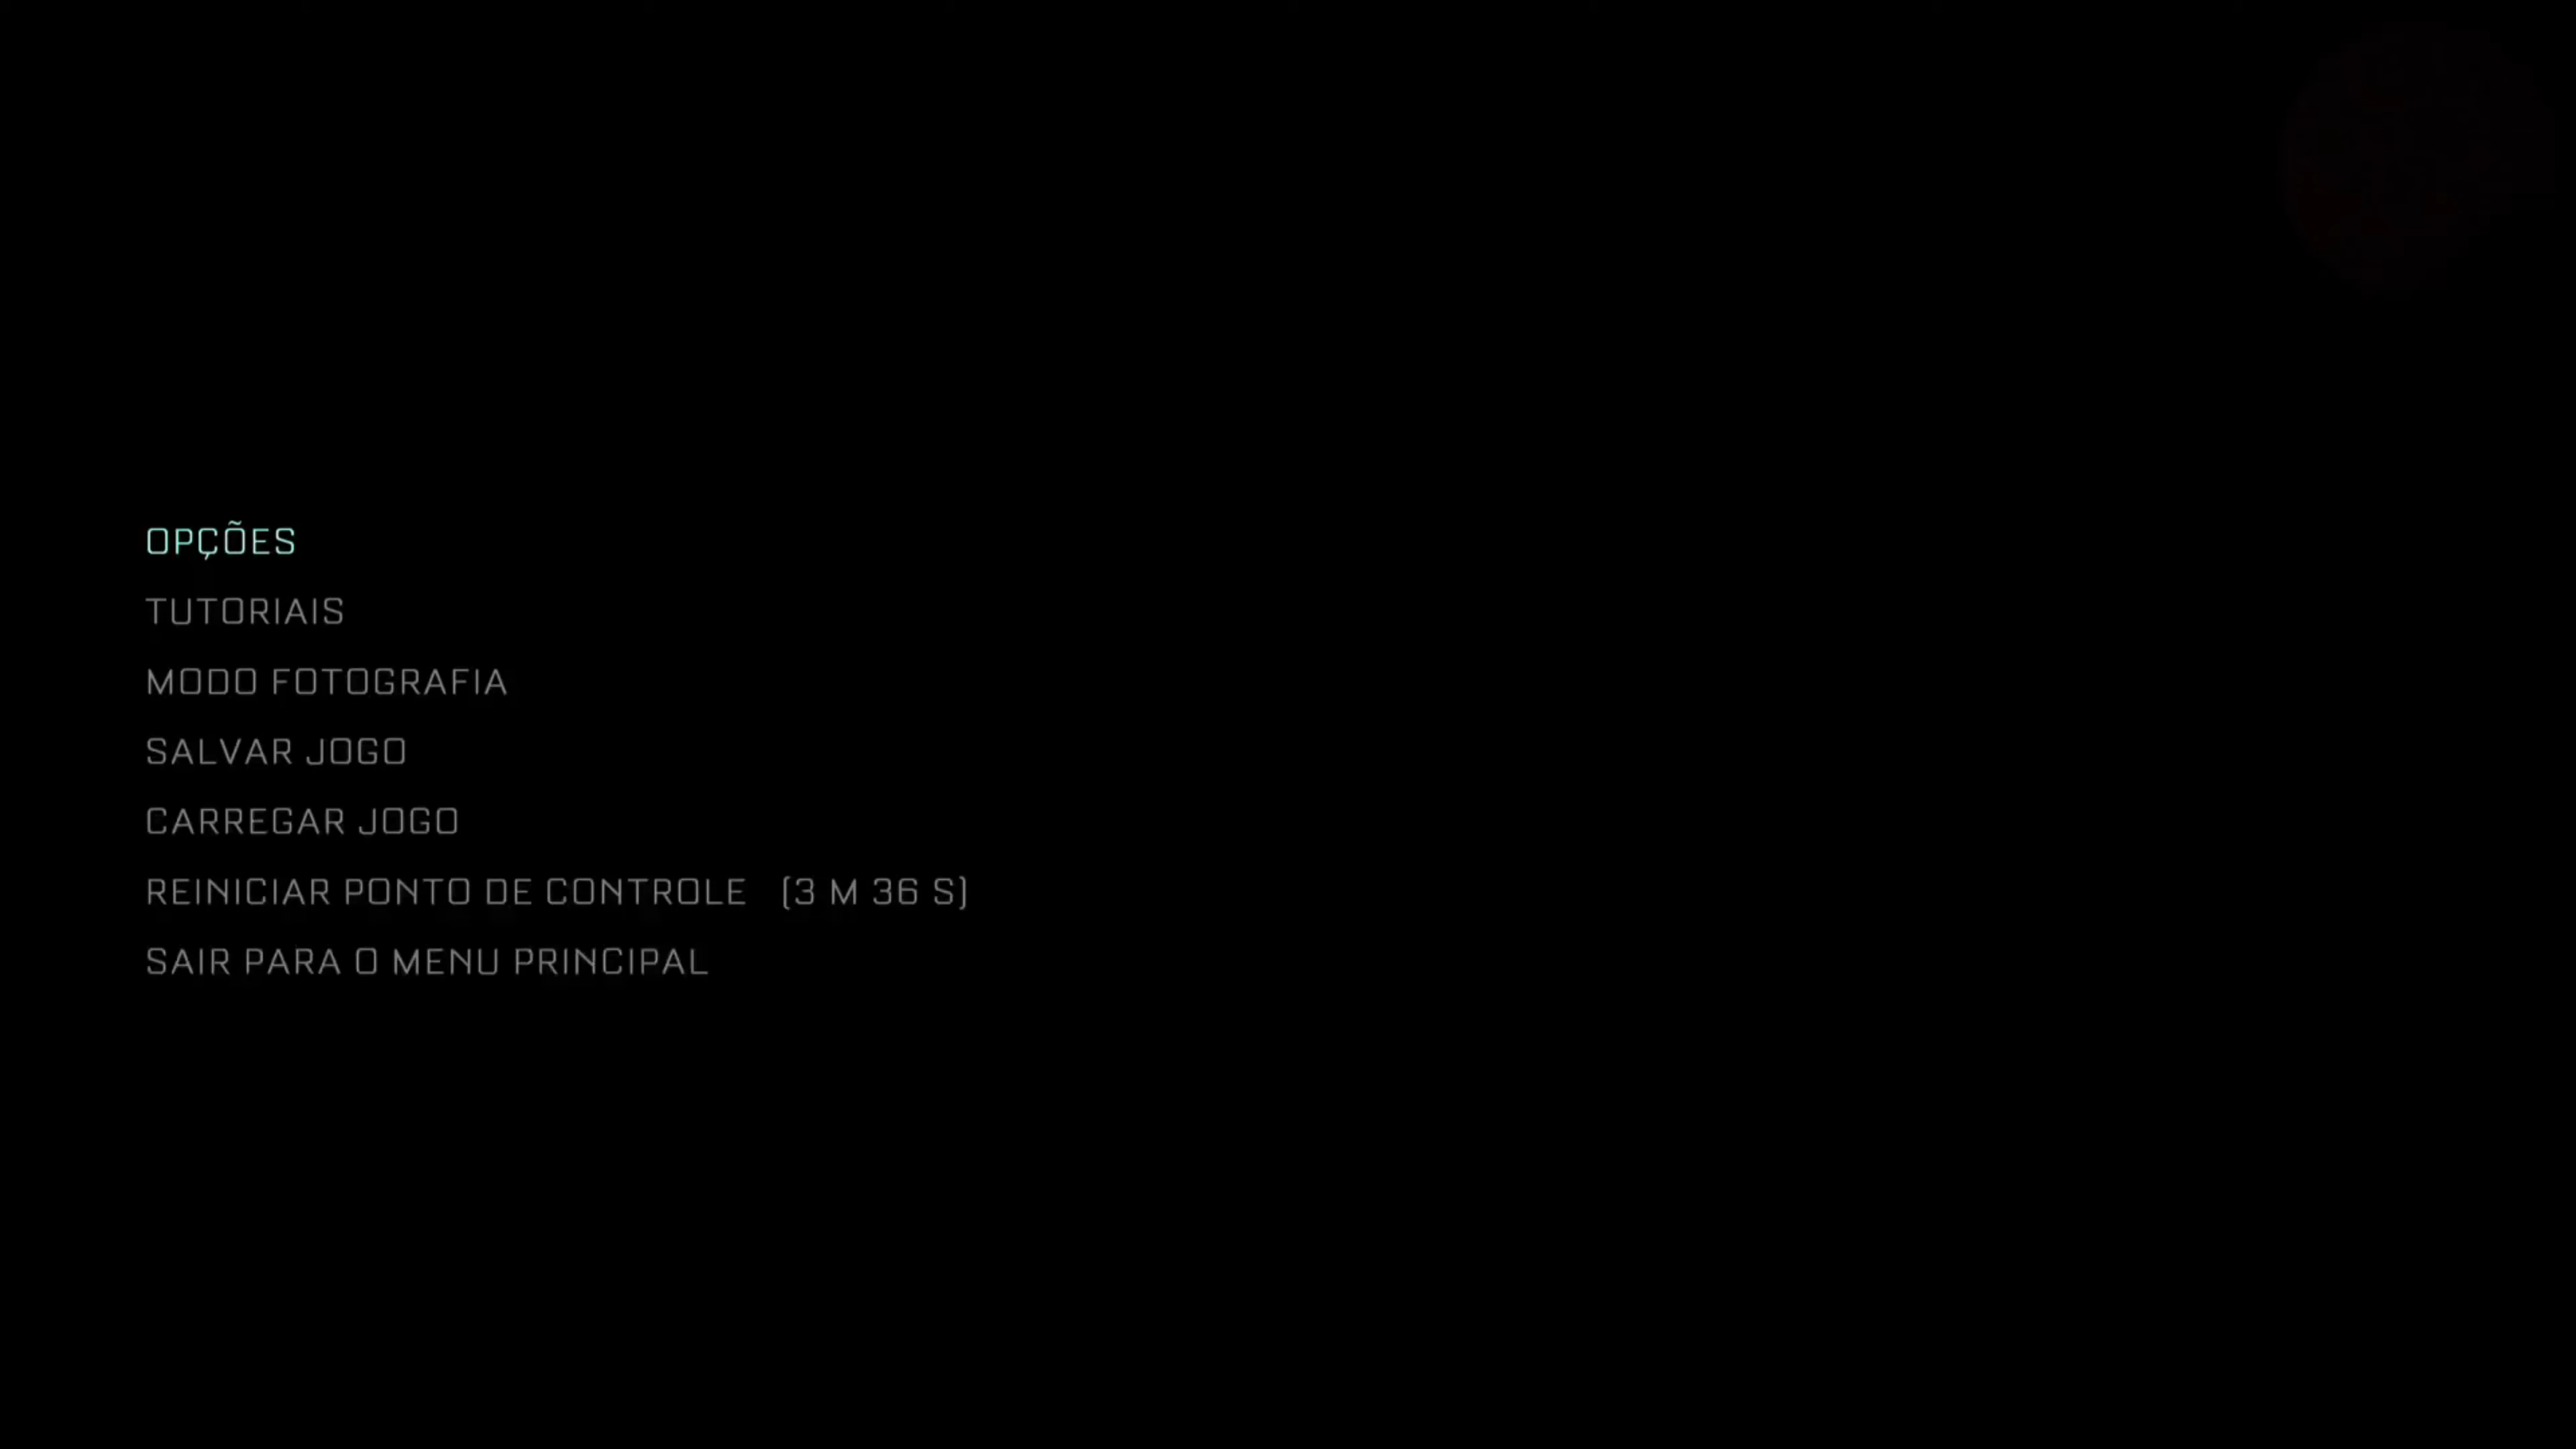 OPÇÕES
TUTORIAIS
MODO FOTOGRAFIA
SALVAR JOGO
CARREGAR JOGO
REINICIAR PONTO DE CONTROLE (3 M 36 S)
SAIR PARA O MENU PRINCIPAL